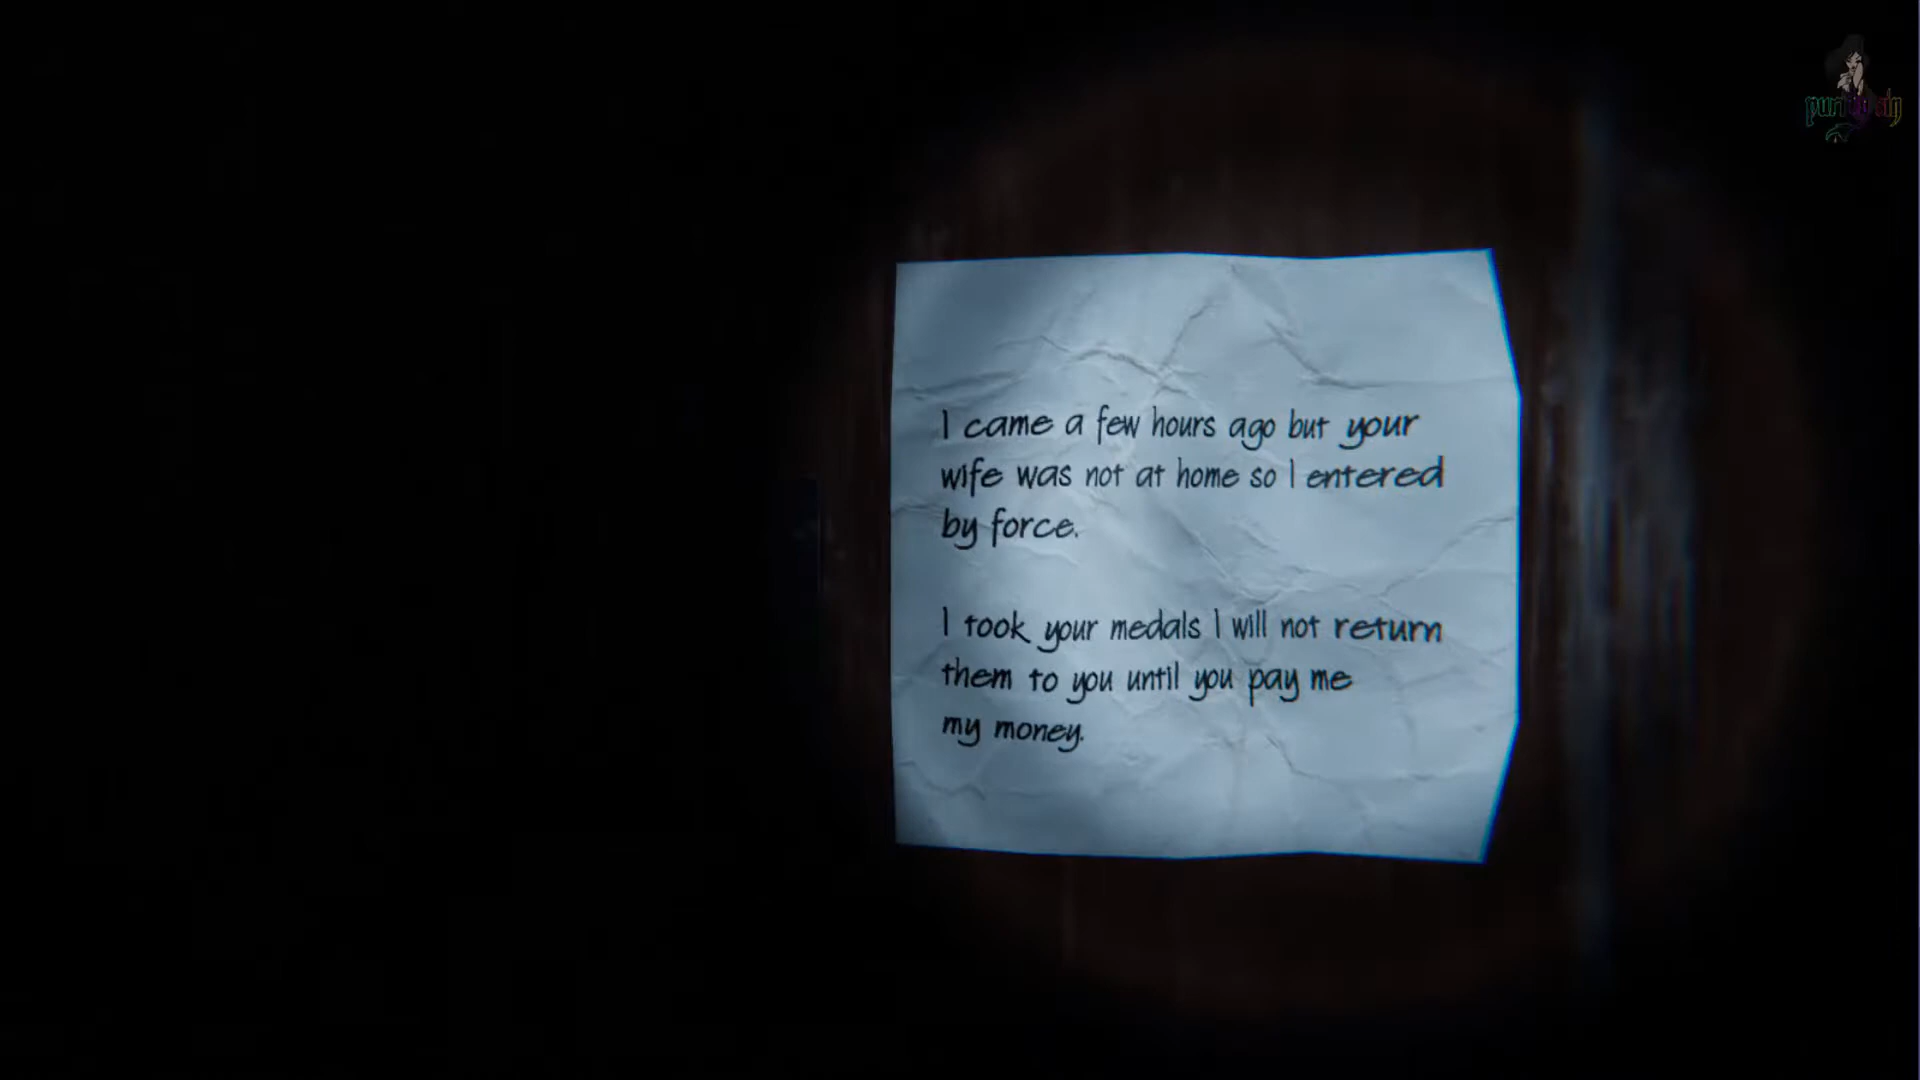 I came a few hours ago but your
wife was not at home so I entered
by force.
I took your medals I will not return
them to you until you pay me
my money.